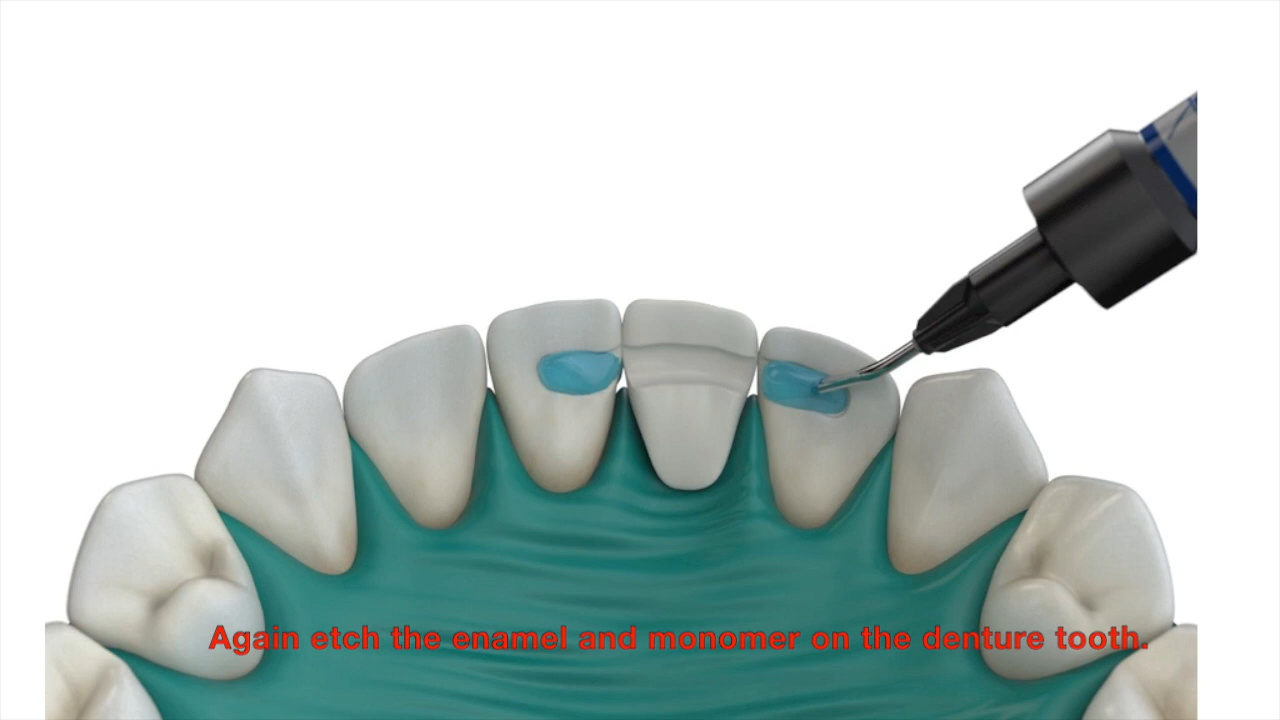 Again etch the enamel and monomer on the denture tooth.